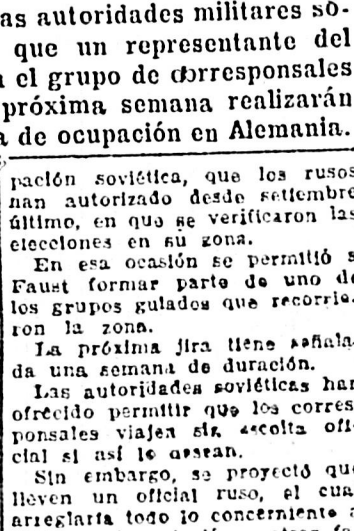 as autoridades militares so-
que un representante del
el grupo de corresponsales
próxima semana realizarán
a de ocupación en Alemania.
pación soviética, que los rusos
han autorizado desde setiembre
último, en que se verificaron las
elecciones en su zona.
En esa ocasión se permitió a
Faust formar parte de uno de
los grupos guiados que recorrie-
ron la zona.
La próxima jira tiene señala-
da una semana de duración.
Las autoridades soviéticas han
ofrecido permitir que los corres-
ponsales viajen sin escolta ofi-
cial si así lo desean.
Sin embargo, se proyectó que
lleven un oficial ruso, el cual
arreglaría todo lo concerniente a